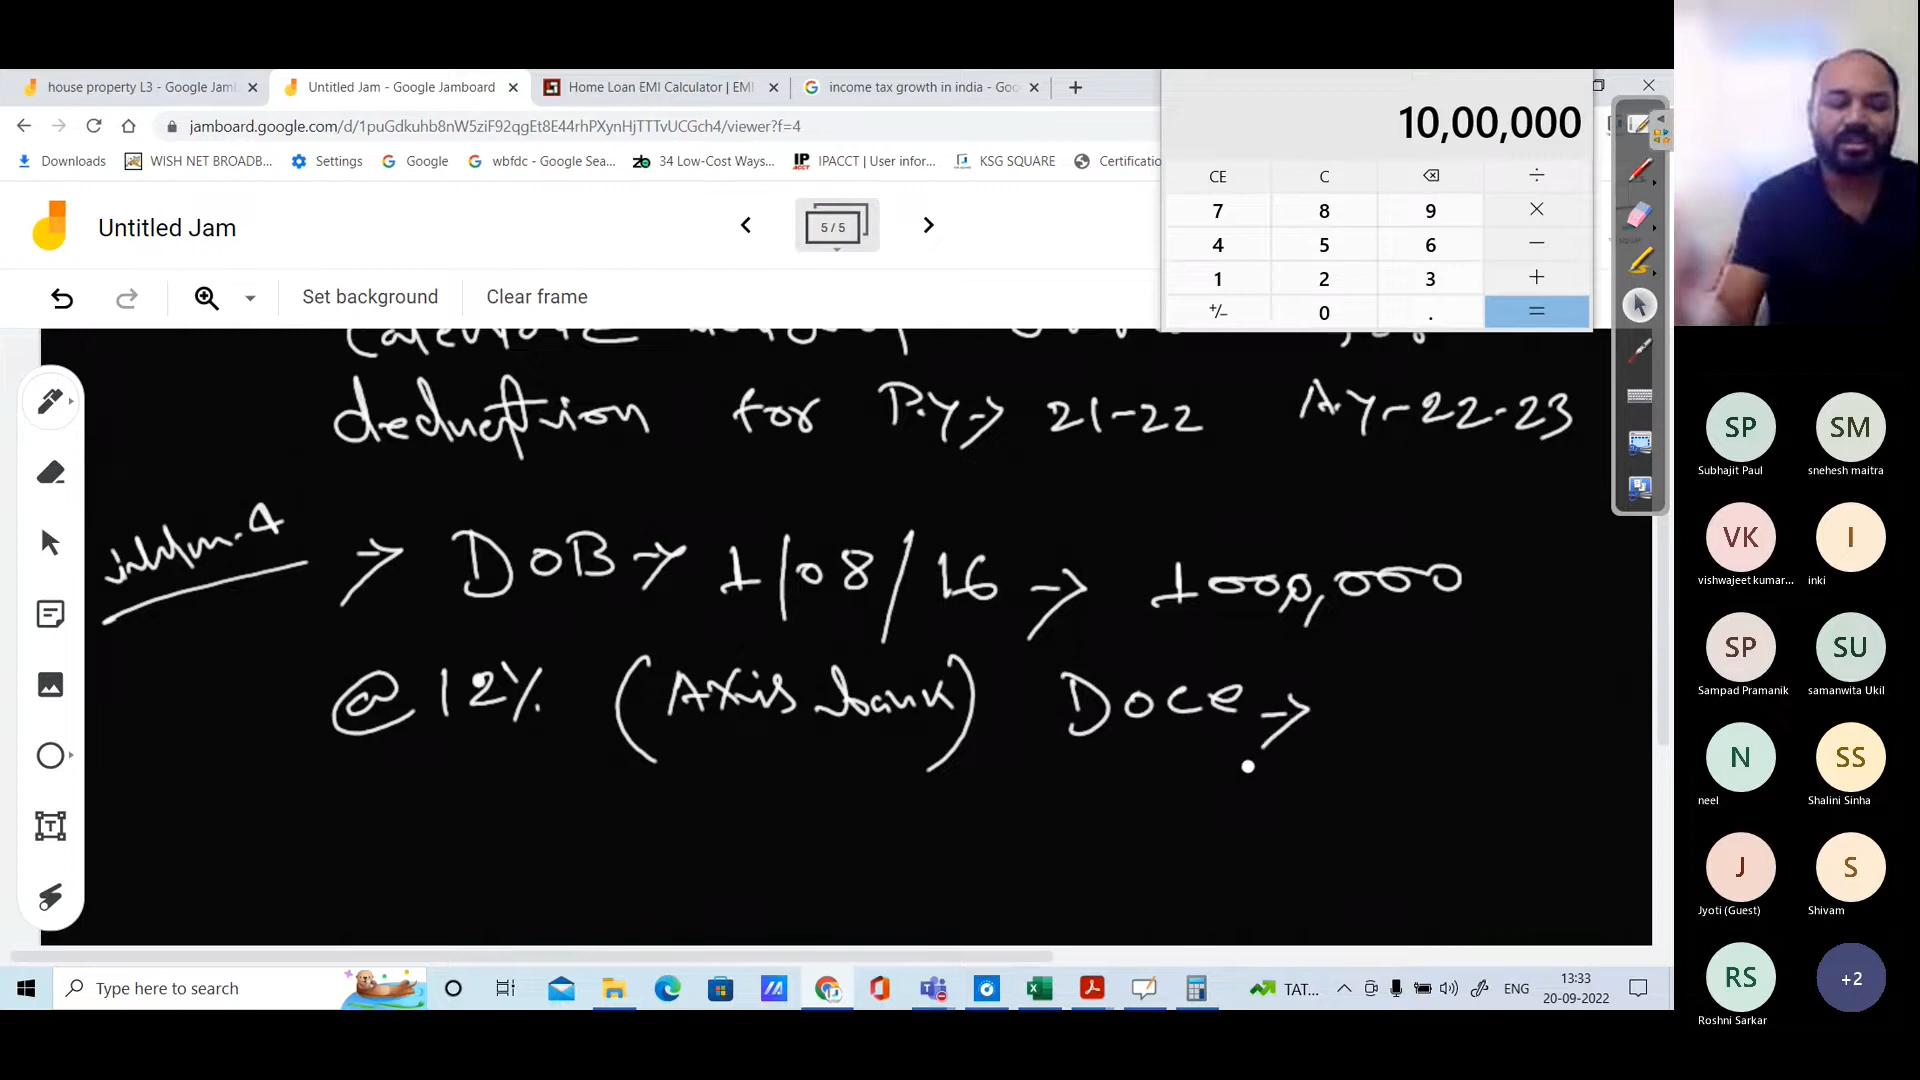 house property L3 - Google Jam
Untitled Jam - Google Jamboard
Home Loan EMI Calculator | EMI
income tax growth in india - Goo
jamboard.google.com/d/1puGdkuhb8nW5ziF92qgEt8E44rhPXynHjTTTvUCGch4/viewer?f=4
Downloads
WISH NET BROADB...
Settings
Google
wbfdc - Google Sea...
34 Low-Cost Ways...
IPACCT | User infor...
KSG SQUARE
Certificatio
10,00,000
CE C ⌫ ÷
7 8 9 ×
4 5 6 −
1 2 3 +
+/− 0 . =
Untitled Jam
5 / 5
Set background
Clear frame
deduction for P.Y→ 21-22 A.Y-22-23
→ DOB→ 1/08/16→ 1000,000
@ 12% (Axis bank) DOCE→
SP
Subhajit Paul
SM
snehesh maitra
VK
vishwajeet kumar...
I
inki
SP
Sampad Pramanik
SU
samanwita Ukil
N
neel
SS
Shalini Sinha
J
Jyoti (Guest)
S
Shivam
RS
Roshni Sarkar
+2
Type here to search
TAT...
ENG
13:33
20-09-2022